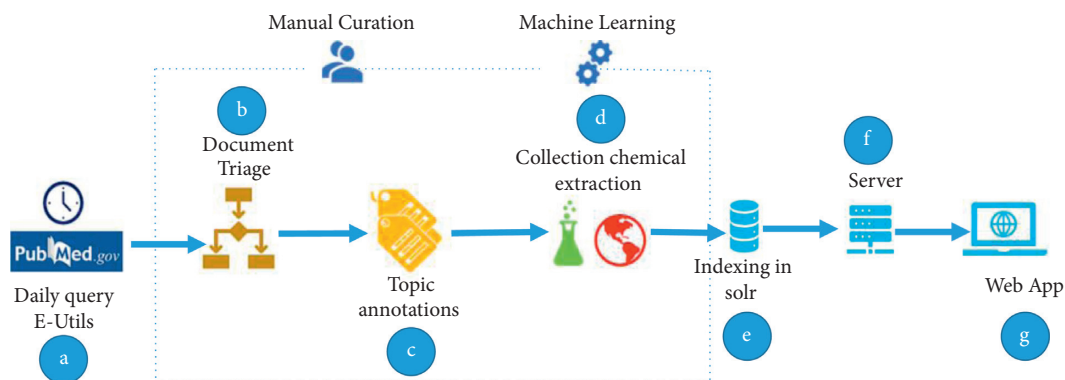 Manual Curation
Machine Learning
b
Document
Triage
d
Collection chemical
extraction
f
Server
PubMed.gov
Daily query
E-Utils
a
Topic
annotations
c
Indexing in
solr
e
Web App
g